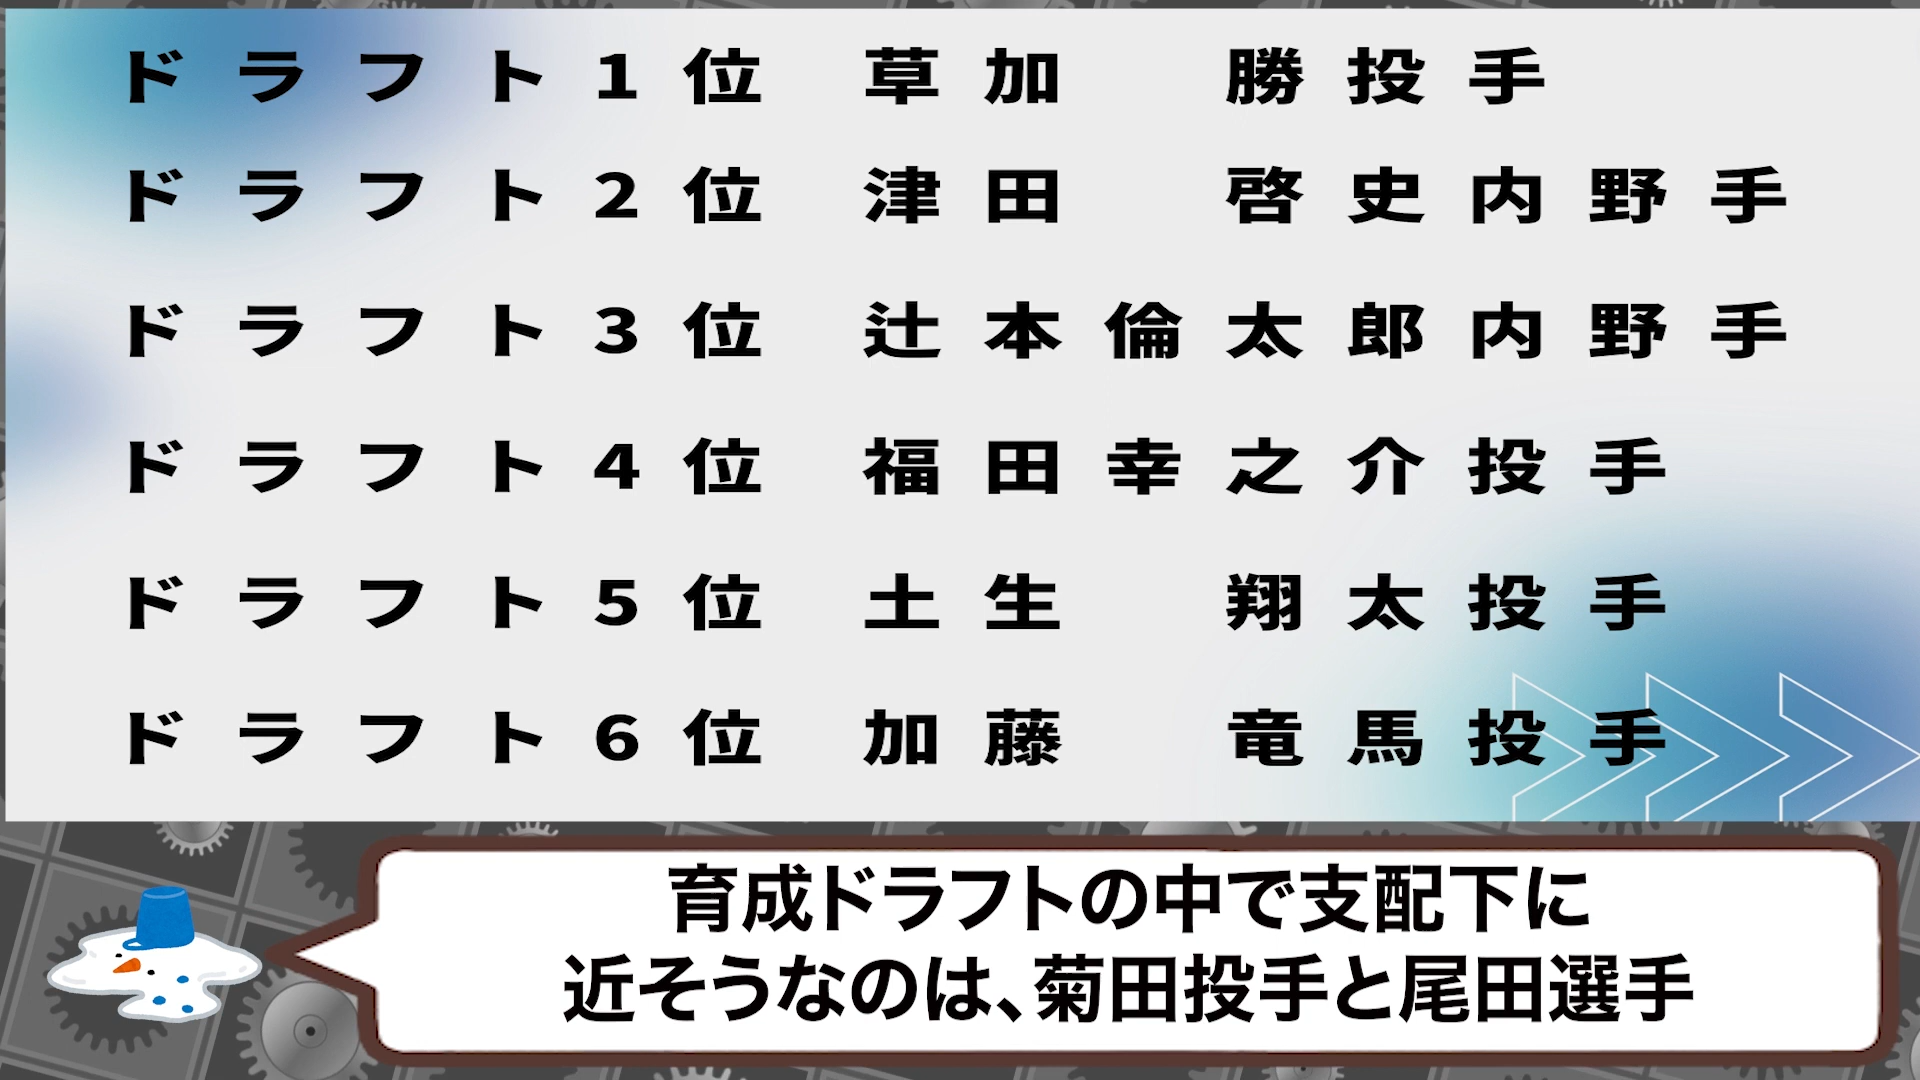 ドラフト1位 草加 勝投手
ドラフト2位 津田 啓史内野手
ドラフト3位 辻本倫太郎内野手
ドラフト4位 福田幸之介投手
ドラフト5位 土生 翔太投手
ドラフト6位 加藤 竜馬投手
育成ドラフトの中で支配下に
近そうなのは、菊田投手と尾田選手